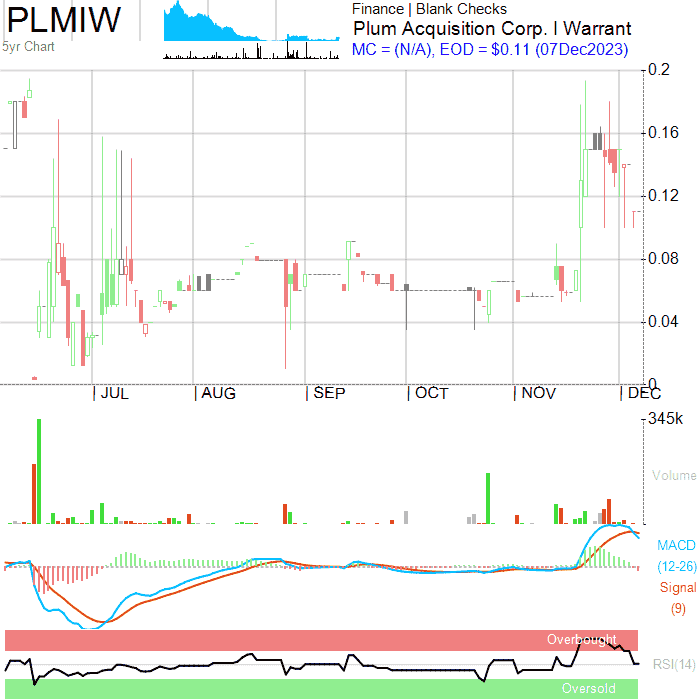 PLMIW
5yr Chart
Finance | Blank Checks
Plum Acquisition Corp. I Warrant
MC = (N/A), EOD = $0.11 (07Dec2023)
0.2
0.16
0.12
0.08
0.04
0
JUL
AUG
SEP
OCT
NOV
DEC
345k
Volume
MACD
(12-26)
Signal
(9)
Overbought
RSI(14)
Oversold